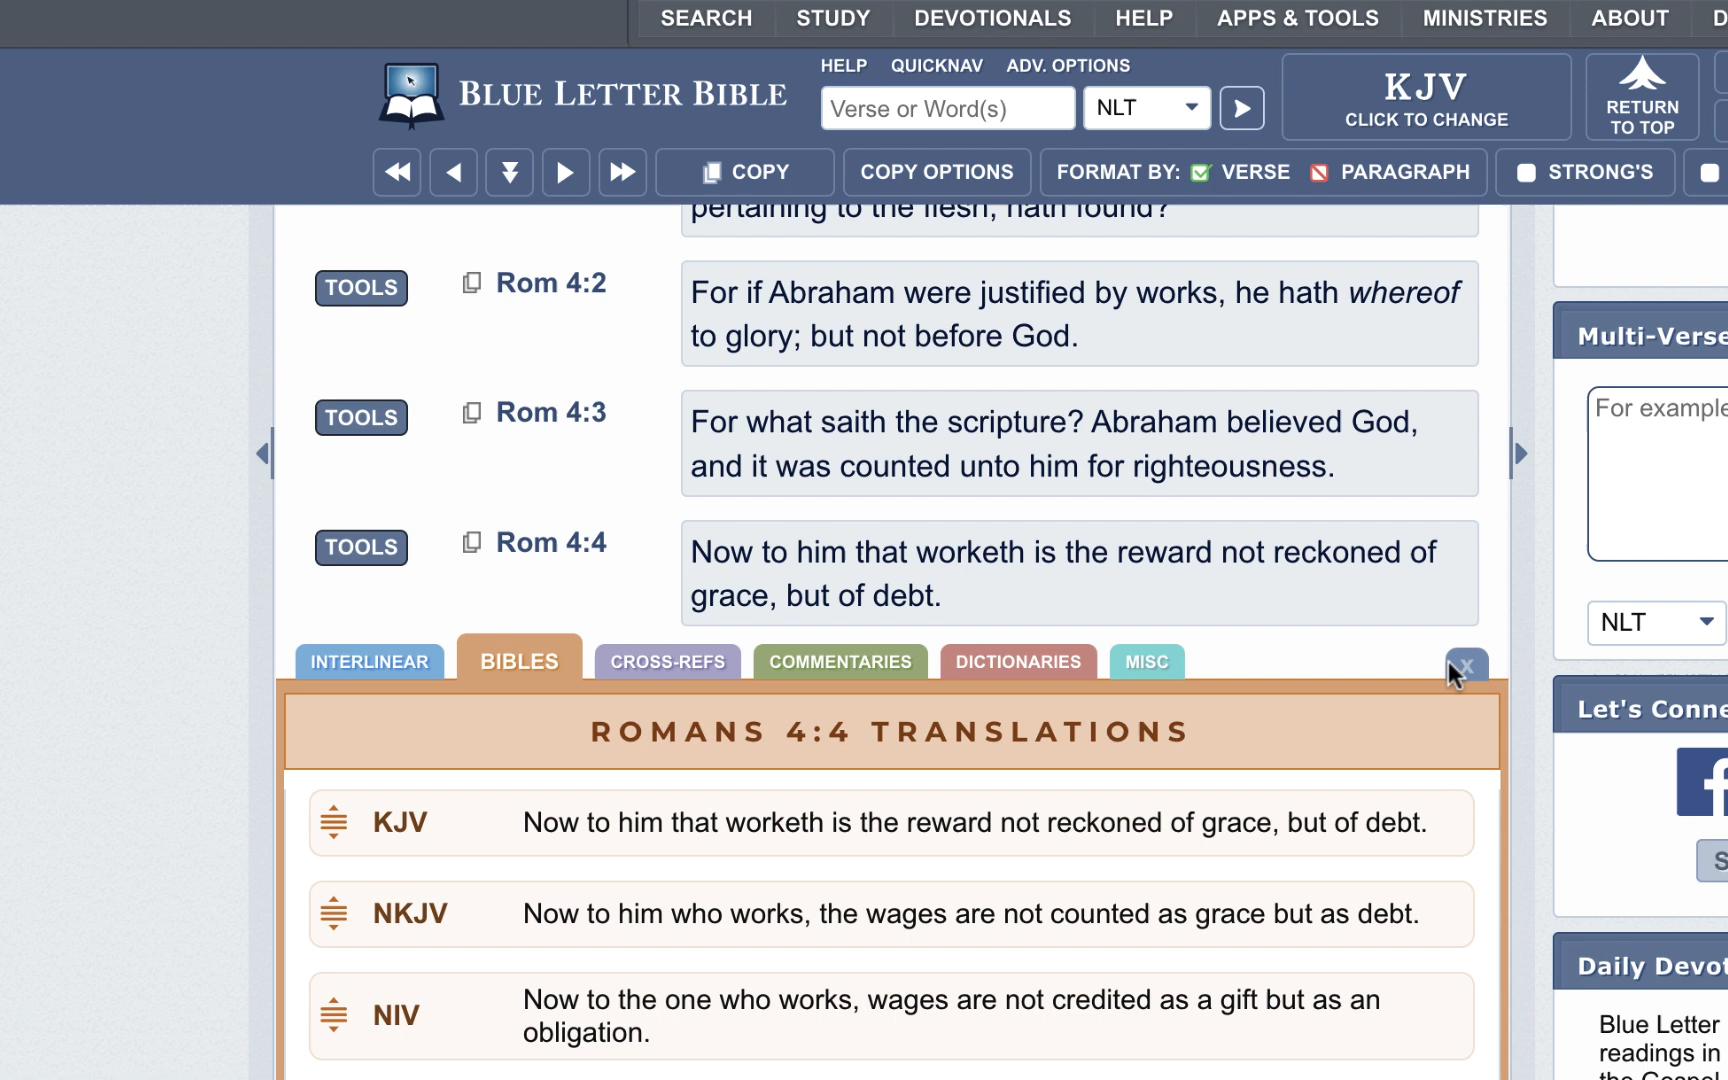 SEARCH STUDY DEVOTIONALS HELP APPS & TOOLS MINISTRIES ABOUT D
BLUE LETTER BIBLE
HELP QUICKNAV ADV. OPTIONS
Verse or Word(s) NLT
KJV
CLICK TO CHANGE
RETURN
TO TOP
COPY COPY OPTIONS FORMAT BY: VERSE PARAGRAPH STRONG'S
pertaining to the flesh, hath found?
TOOLS Rom 4:2 For if Abraham were justified by works, he hath whereof
to glory; but not before God.
TOOLS Rom 4:3 For what saith the scripture? Abraham believed God,
and it was counted unto him for righteousness.
TOOLS Rom 4:4 Now to him that worketh is the reward not reckoned of
grace, but of debt.
INTERLINEAR BIBLES CROSS-REFS COMMENTARIES DICTIONARIES MISC X
ROMANS 4:4 TRANSLATIONS
KJV Now to him that worketh is the reward not reckoned of grace, but of debt.
NKJV Now to him who works, the wages are not counted as grace but as debt.
NIV Now to the one who works, wages are not credited as a gift but as an
obligation.
Multi-Verse
For example
NLT
Let's Conne
f
S
Daily Devot
Blue Letter
readings in
the Gospel